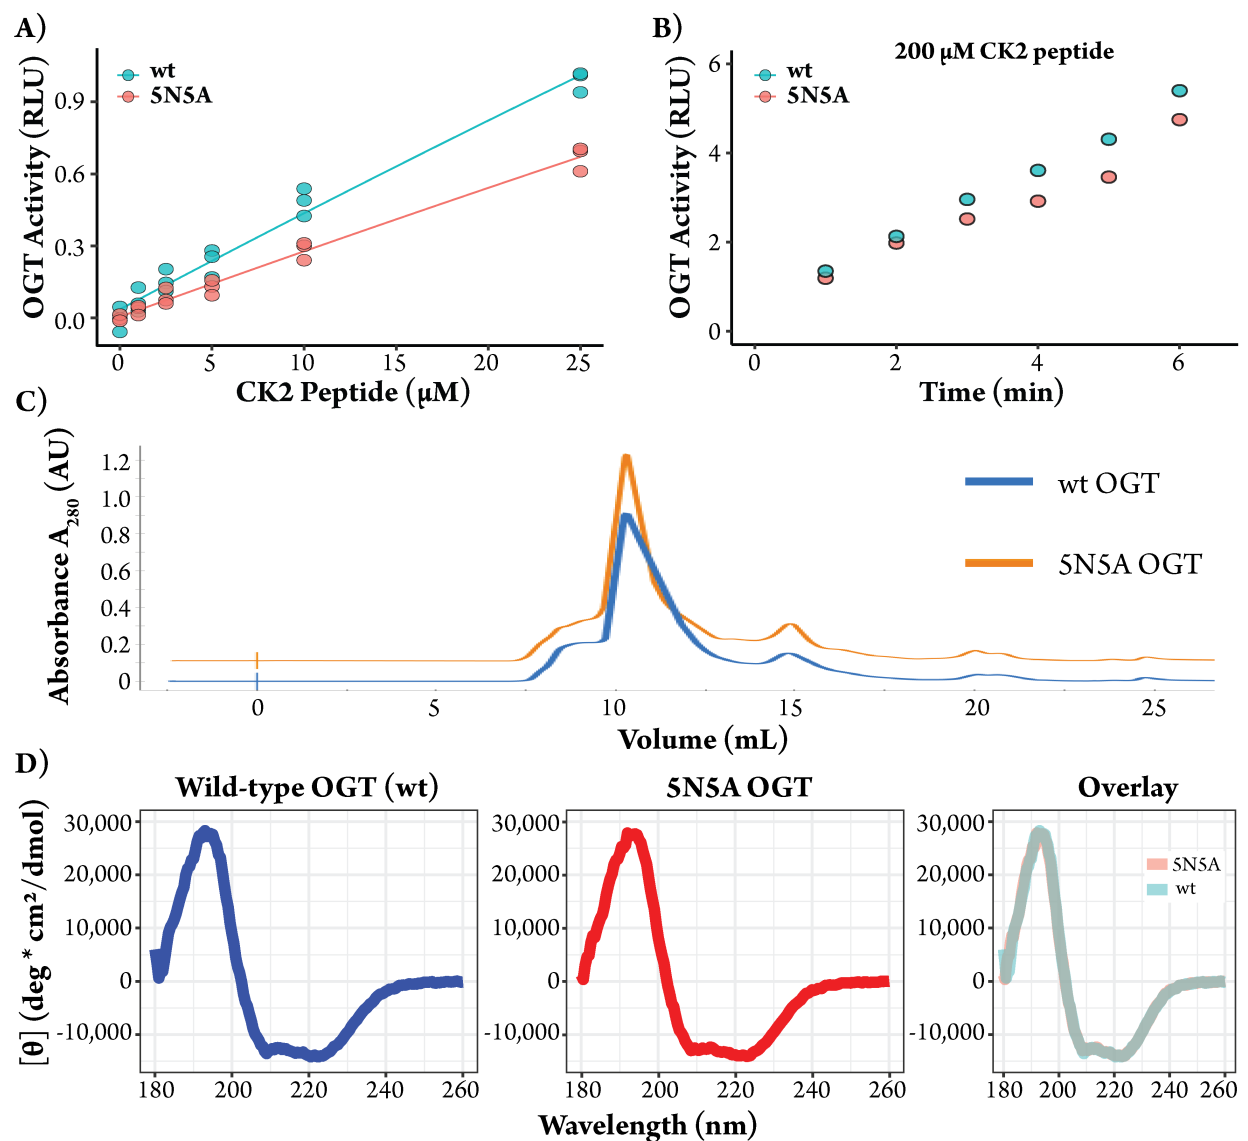 A)
wt
5N5A
OGT Activity (RLU)
0.9
0.6
0.3
0.0
0 5 10 15 20 25
CK2 Peptide (µM)
B)
200 µM CK2 peptide
wt
5N5A
OGT Activity (RLU)
6
4
2
0
0 2 4 6
Time (min)
C)
Absorbance A280 (AU)
1.2
1.0
0.8
0.6
0.4
0.2
0
wt OGT
5N5A OGT
0 5 10 15 20 25
Volume (mL)
D)
Wild-type OGT (wt)
5N5A OGT
Overlay
[θ] (deg * cm²/dmol)
30,000
20,000
10,000
0
-10,000
180 200 220 240 260
30,000
20,000
10,000
0
-10,000
180 200 220 240 260
30,000
20,000
10,000
0
-10,000
5N5A
wt
180 200 220 240 260
Wavelength (nm)